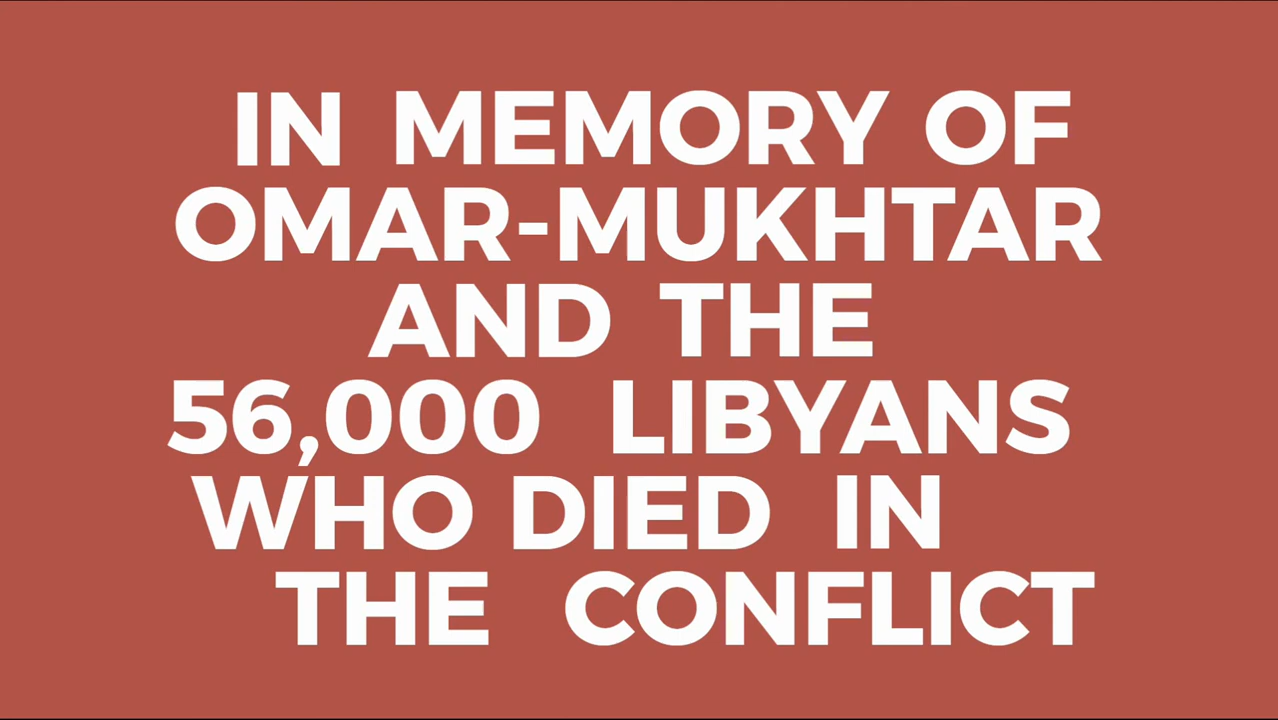 IN MEMORY OF
OMAR-MUKHTAR
AND THE
56,000 LIBYANS
WHO DIED IN
THE CONFLICT